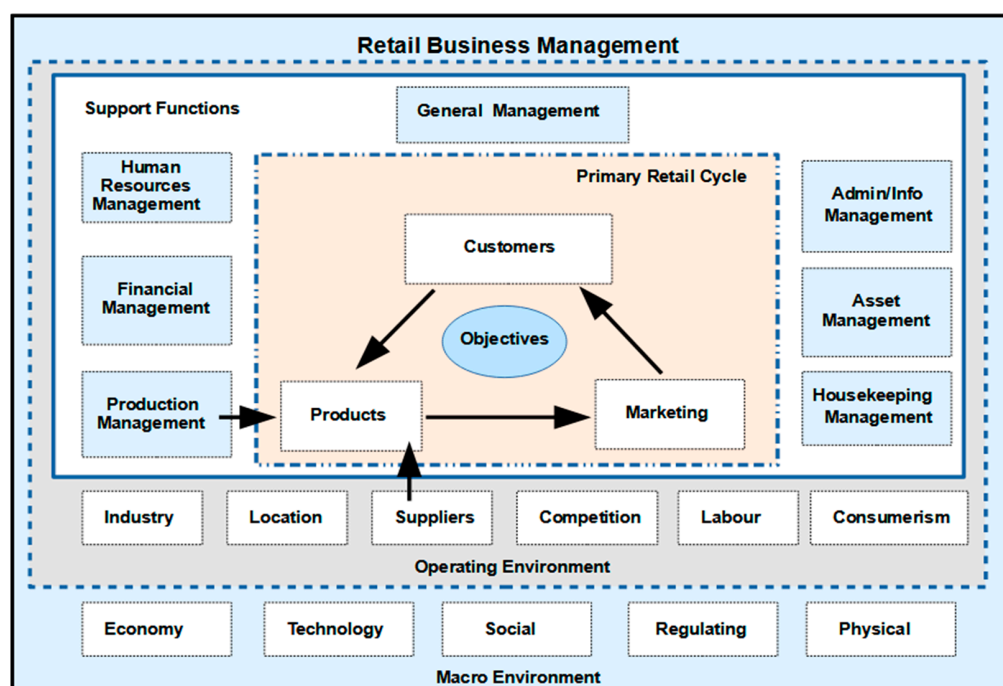 Retail Business Management
Support Functions
General Management
Human
Resources
Management
Primary Retail Cycle
Admin/Info
Management
Customers
Financial
Management
Objectives
Asset
Management
Production
Management
Products
Marketing
Housekeeping
Management
Industry
Location
Suppliers
Competition
Labour
Consumerism
Operating Environment
Economy
Technology
Social
Regulating
Physical
Macro Environment